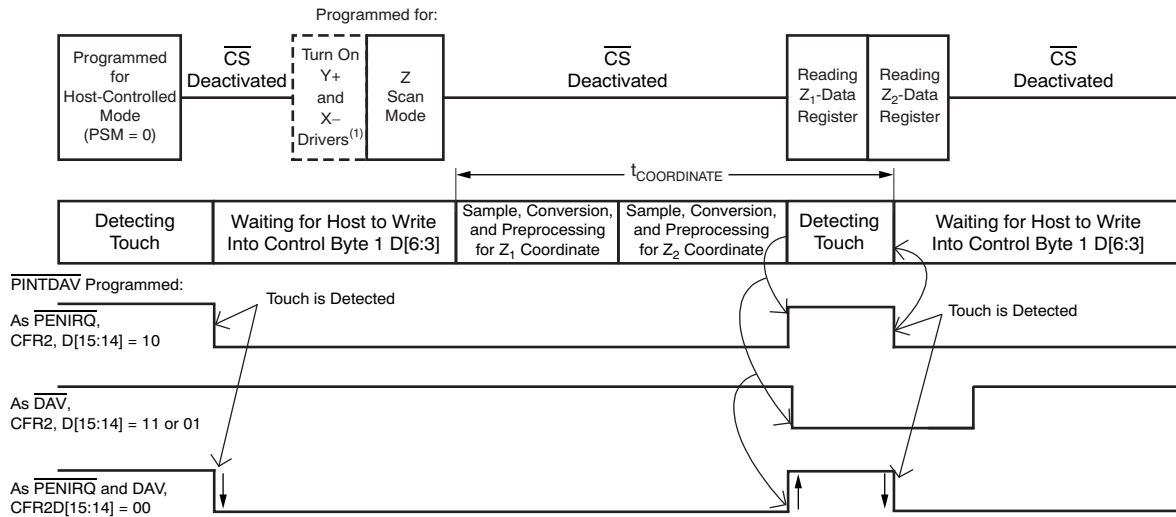 Programmed for:
Programmed
for
Host-Controlled
Mode
(PSM = 0)
CS
Deactivated
Turn On
Y+
and
X–
Drivers(1)
Z
Scan
Mode
CS
Deactivated
Reading
Z1-Data
Register
Reading
Z2-Data
Register
CS
Deactivated
tCOORDINATE
Detecting
Touch
Waiting for Host to Write
Into Control Byte 1 D[6:3]
Sample, Conversion,
and Preprocessing
for Z1 Coordinate
Sample, Conversion,
and Preprocessing
for Z2 Coordinate
Detecting
Touch
Waiting for Host to Write
Into Control Byte 1 D[6:3]
PINTDAV Programmed:
Touch is Detected
Touch is Detected
As PENIRQ,
CFR2, D[15:14] = 10
As DAV,
CFR2, D[15:14] = 11 or 01
As PENIRQ and DAV,
CFR2D[15:14] = 00